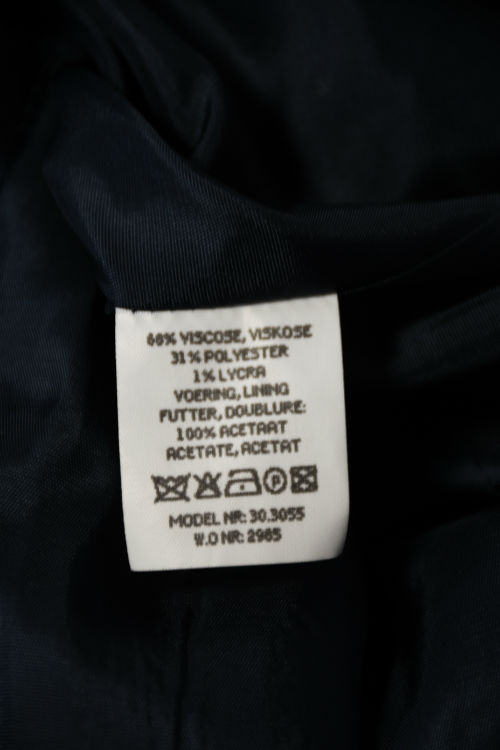 68% VISCOSE, VISKOSE
31% POLYESTER
1% LYCRA
VOERING, LINING
FUTTER, DOUBLURE:
100% ACETAAT
ACETATE, ACETAT
P
MODEL NR: 30.3055
W.O NR: 2965